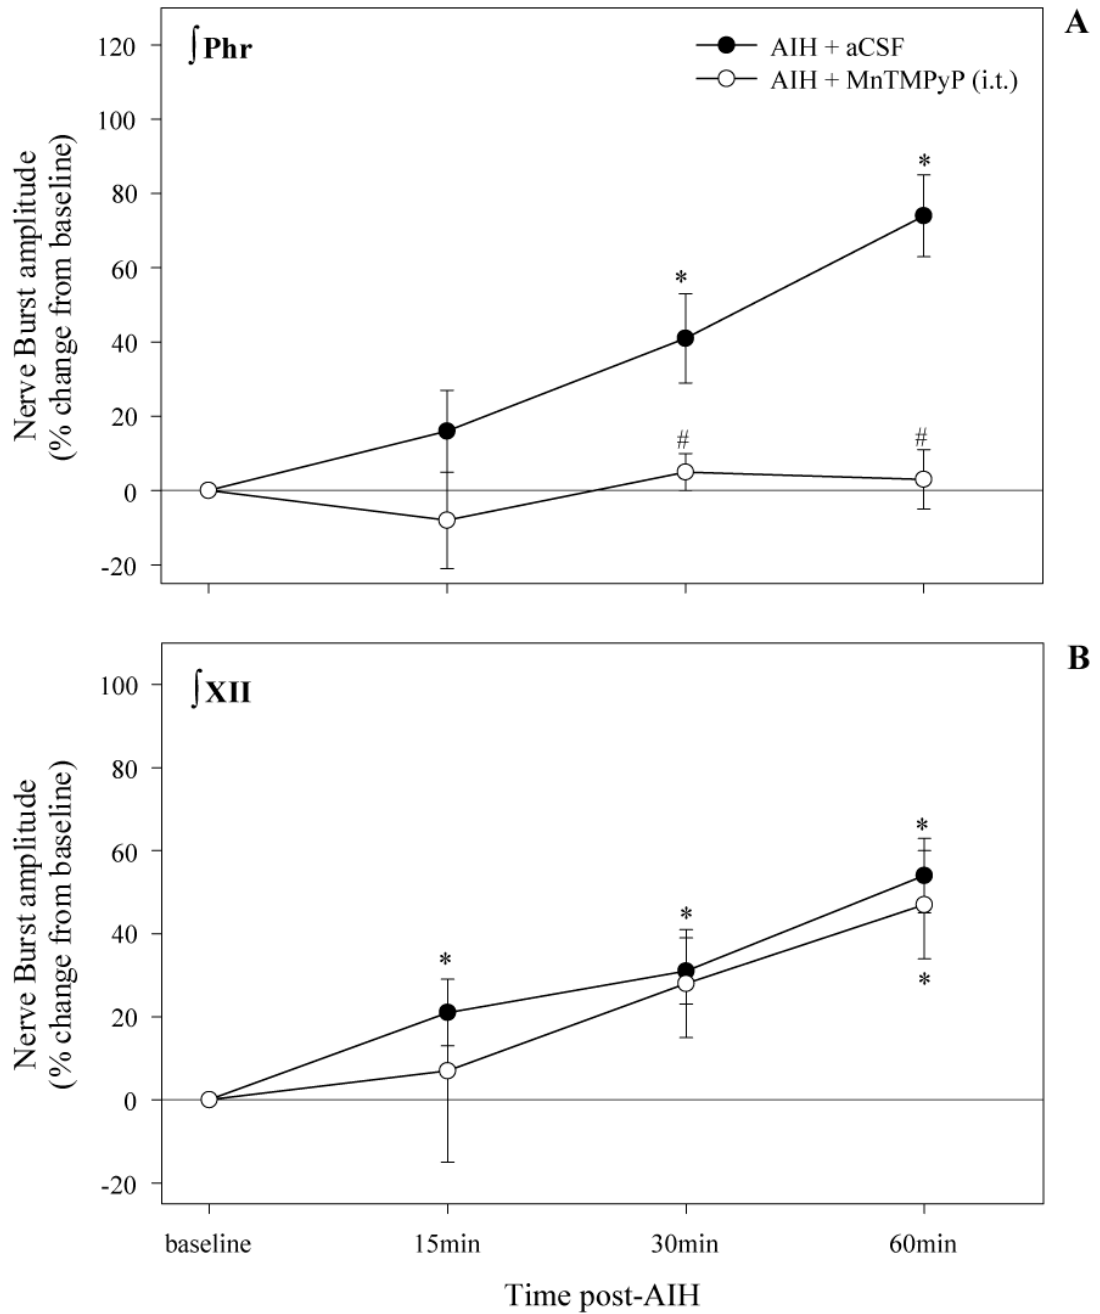 A
∫Phr
AIH + aCSF
AIH + MnTMPyP (i.t.)
Nerve Burst amplitude
(% change from baseline)
120
100
80
60
40
20
0
-20
*
*
#
#
B
∫XII
Nerve Burst amplitude
(% change from baseline)
100
80
60
40
20
0
-20
*
*
*
*
baseline
15min
30min
60min
Time post-AIH